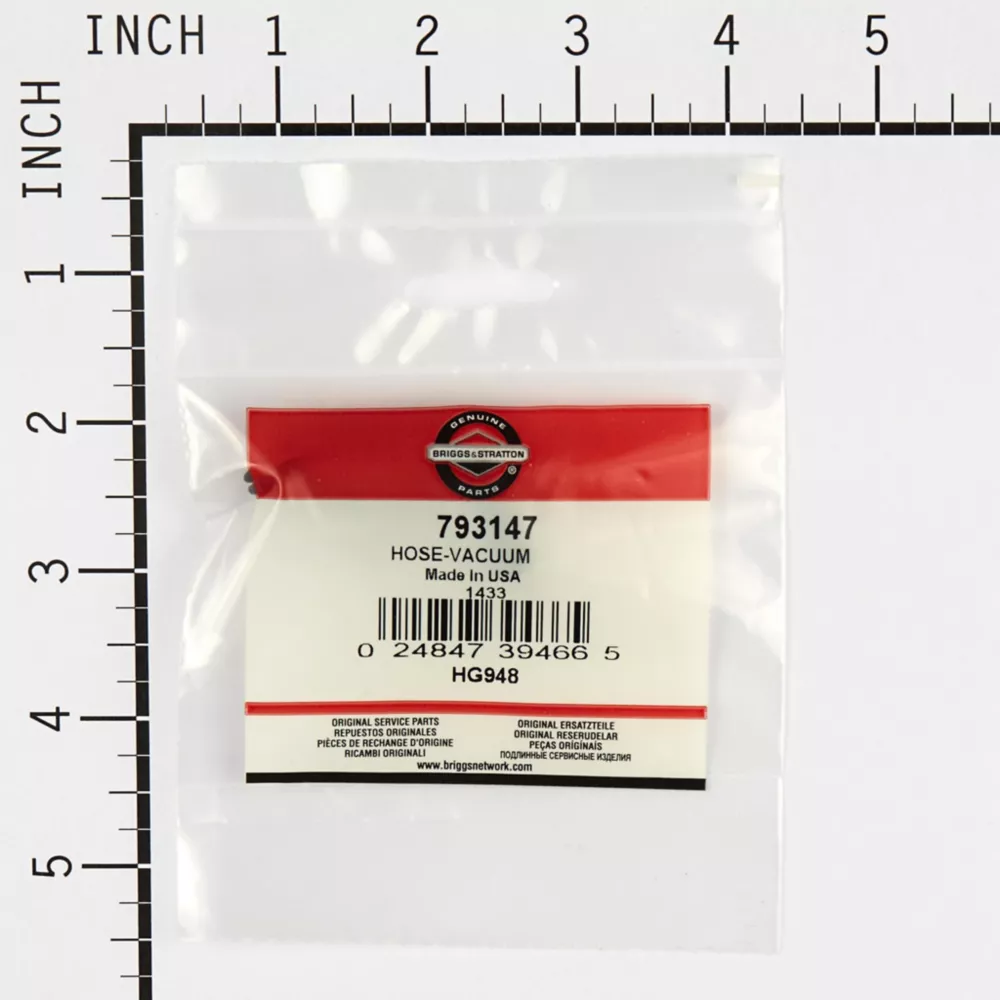 INCH 1 2 3 4 5
INCH
1
2
3
4
5
GENUINE
BRIGGS&STRATTON
®
PARTS
793147
HOSE-VACUUM
Made In USA
1433
0 24847 39466 5
HG948
ORIGINAL SERVICE PARTS
REPUESTOS ORIGINALES
PIÈCES DE RECHANGE D'ORIGINE
RICAMBI ORIGINALI
ORIGINAL ERSATZTEILE
ORIGINAL RESERUDELAR
PEÇAS ORIGINAIS
ПОДЛИННЫЕ СЕРВИСНЫЕ ИЗДЕЛИЯ
www.briggsnetwork.com